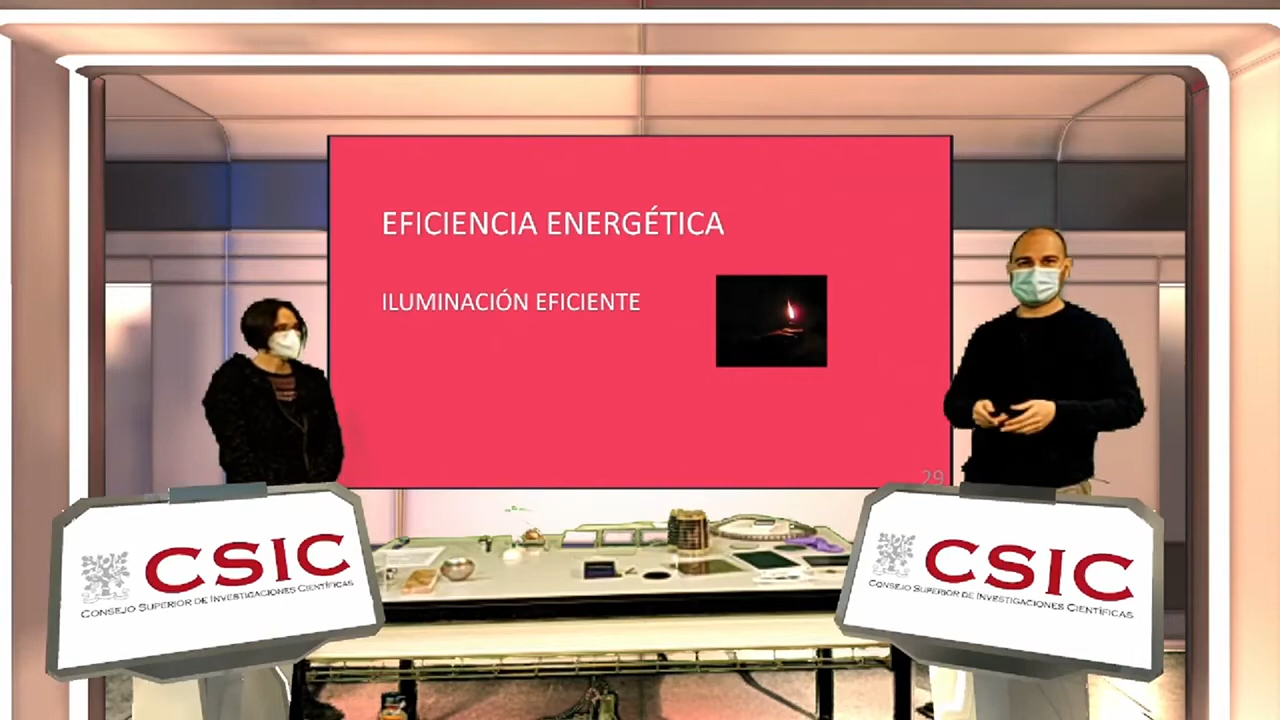 EFICIENCIA ENERGÉTICA
ILUMINACIÓN EFICIENTE
29
CSIC
CONSEJO SUPERIOR DE INVESTIGACIONES CIENTÍFICAS
CSIC
CONSEJO SUPERIOR DE INVESTIGACIONES CIENTÍFICAS